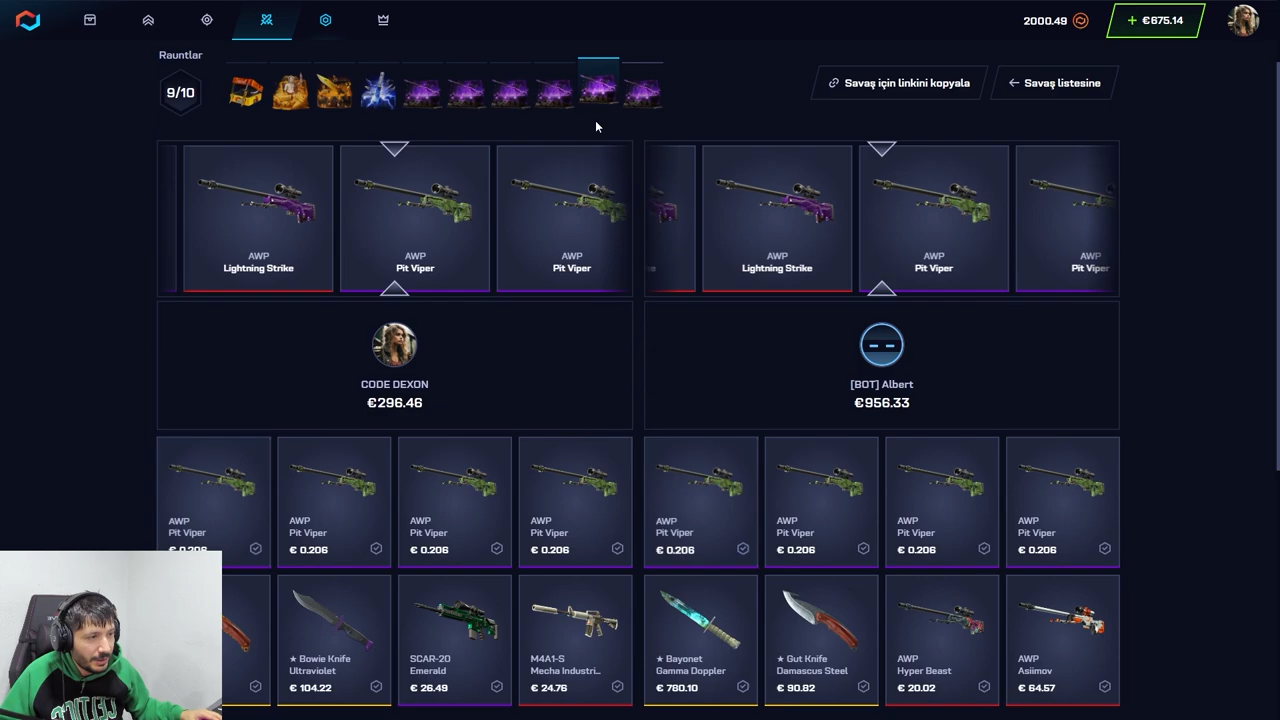 2000.49
+ €675.14
Rauntlar
9/10
Savaş için linkini kopyala
Savaş listesine
AWP
Lightning Strike
AWP
Pit Viper
AWP
Pit Viper
AWP
Lightning Strike
AWP
Pit Viper
AWP
Pit Viper
CODE DEXON
€296.46
[BOT] Albert
€956.33
AWP
Pit Viper
€ 0.206
AWP
Pit Viper
€ 0.206
AWP
Pit Viper
€ 0.206
AWP
Pit Viper
€ 0.206
AWP
Pit Viper
€ 0.206
AWP
Pit Viper
€ 0.206
AWP
Pit Viper
€ 0.206
AWP
Pit Viper
€ 0.206
★ Bowie Knife
Ultraviolet
€ 104.22
SCAR-20
Emerald
€ 26.49
M4A1-S
Mecha Industri...
€ 24.76
★ Bayonet
Gamma Doppler
€ 780.10
★ Gut Knife
Damascus Steel
€ 90.82
AWP
Hyper Beast
€ 20.02
AWP
Asiimov
€ 64.57